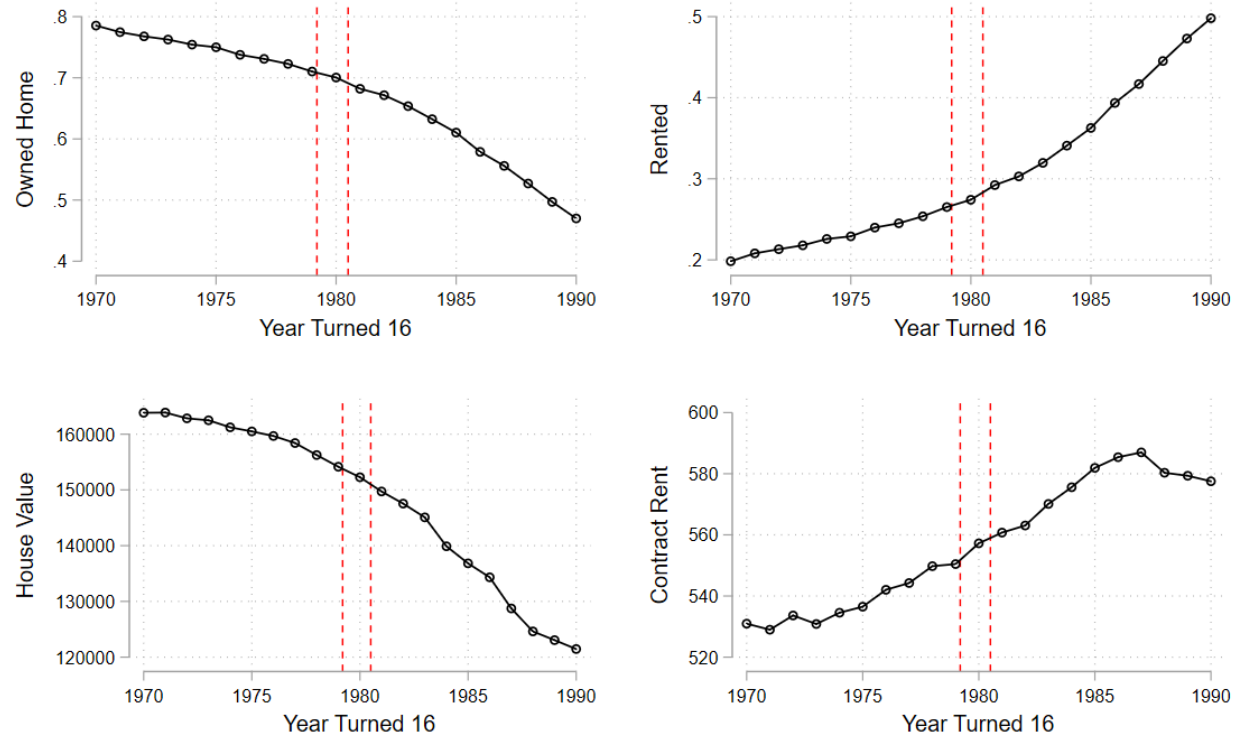 .8
.7
.6
.5
.4
Owned Home
1970 1975 1980 1985 1990
Year Turned 16
.5
.4
.3
.2
Rented
1970 1975 1980 1985 1990
Year Turned 16
160000
150000
140000
130000
120000
House Value
1970 1975 1980 1985 1990
Year Turned 16
600
580
560
540
520
Contract Rent
1970 1975 1980 1985 1990
Year Turned 16